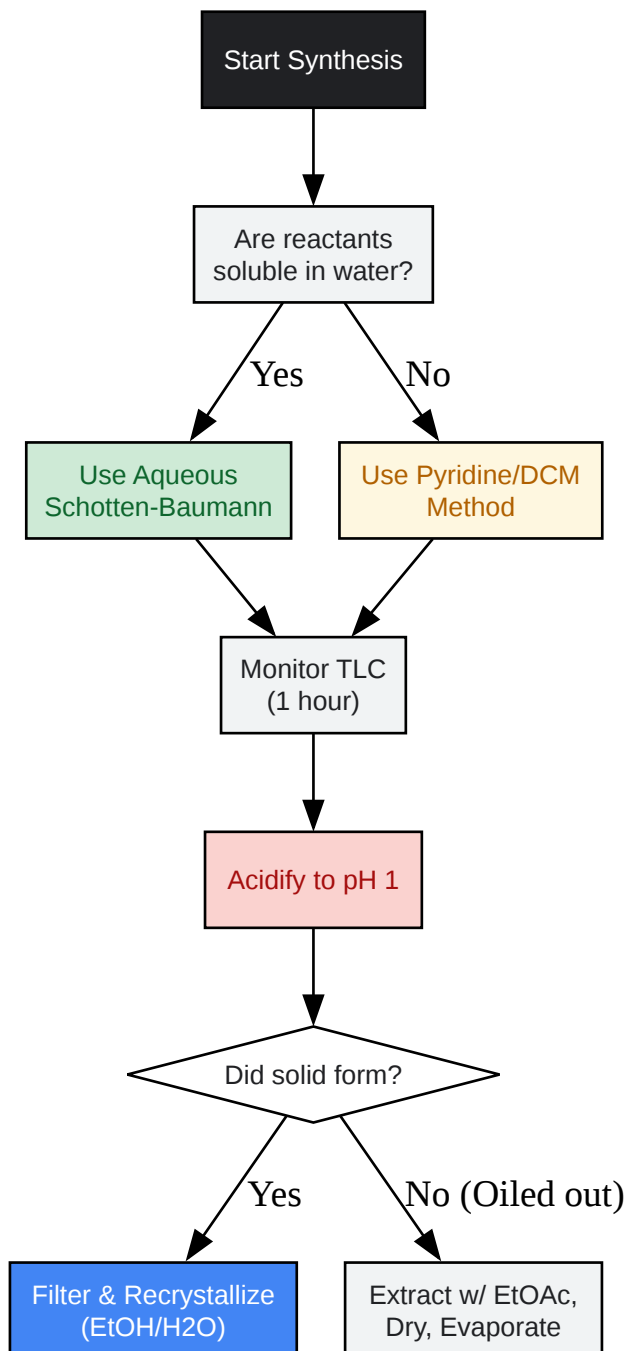 Start Synthesis
Are reactants
soluble in water?
Yes
No
Use Aqueous
Schotten-Baumann
Use Pyridine/DCM
Method
Monitor TLC
(1 hour)
Acidify to pH 1
Did solid form?
Yes
No (Oiled out)
Filter & Recrystallize
(EtOH/H2O)
Extract w/ EtOAc,
Dry, Evaporate